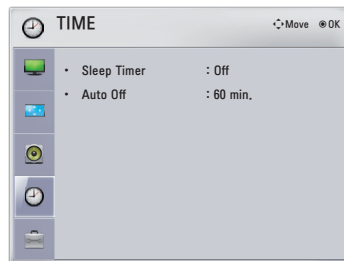 TIME
Move OK
• Sleep Timer : Off
• Auto Off : 60 min.